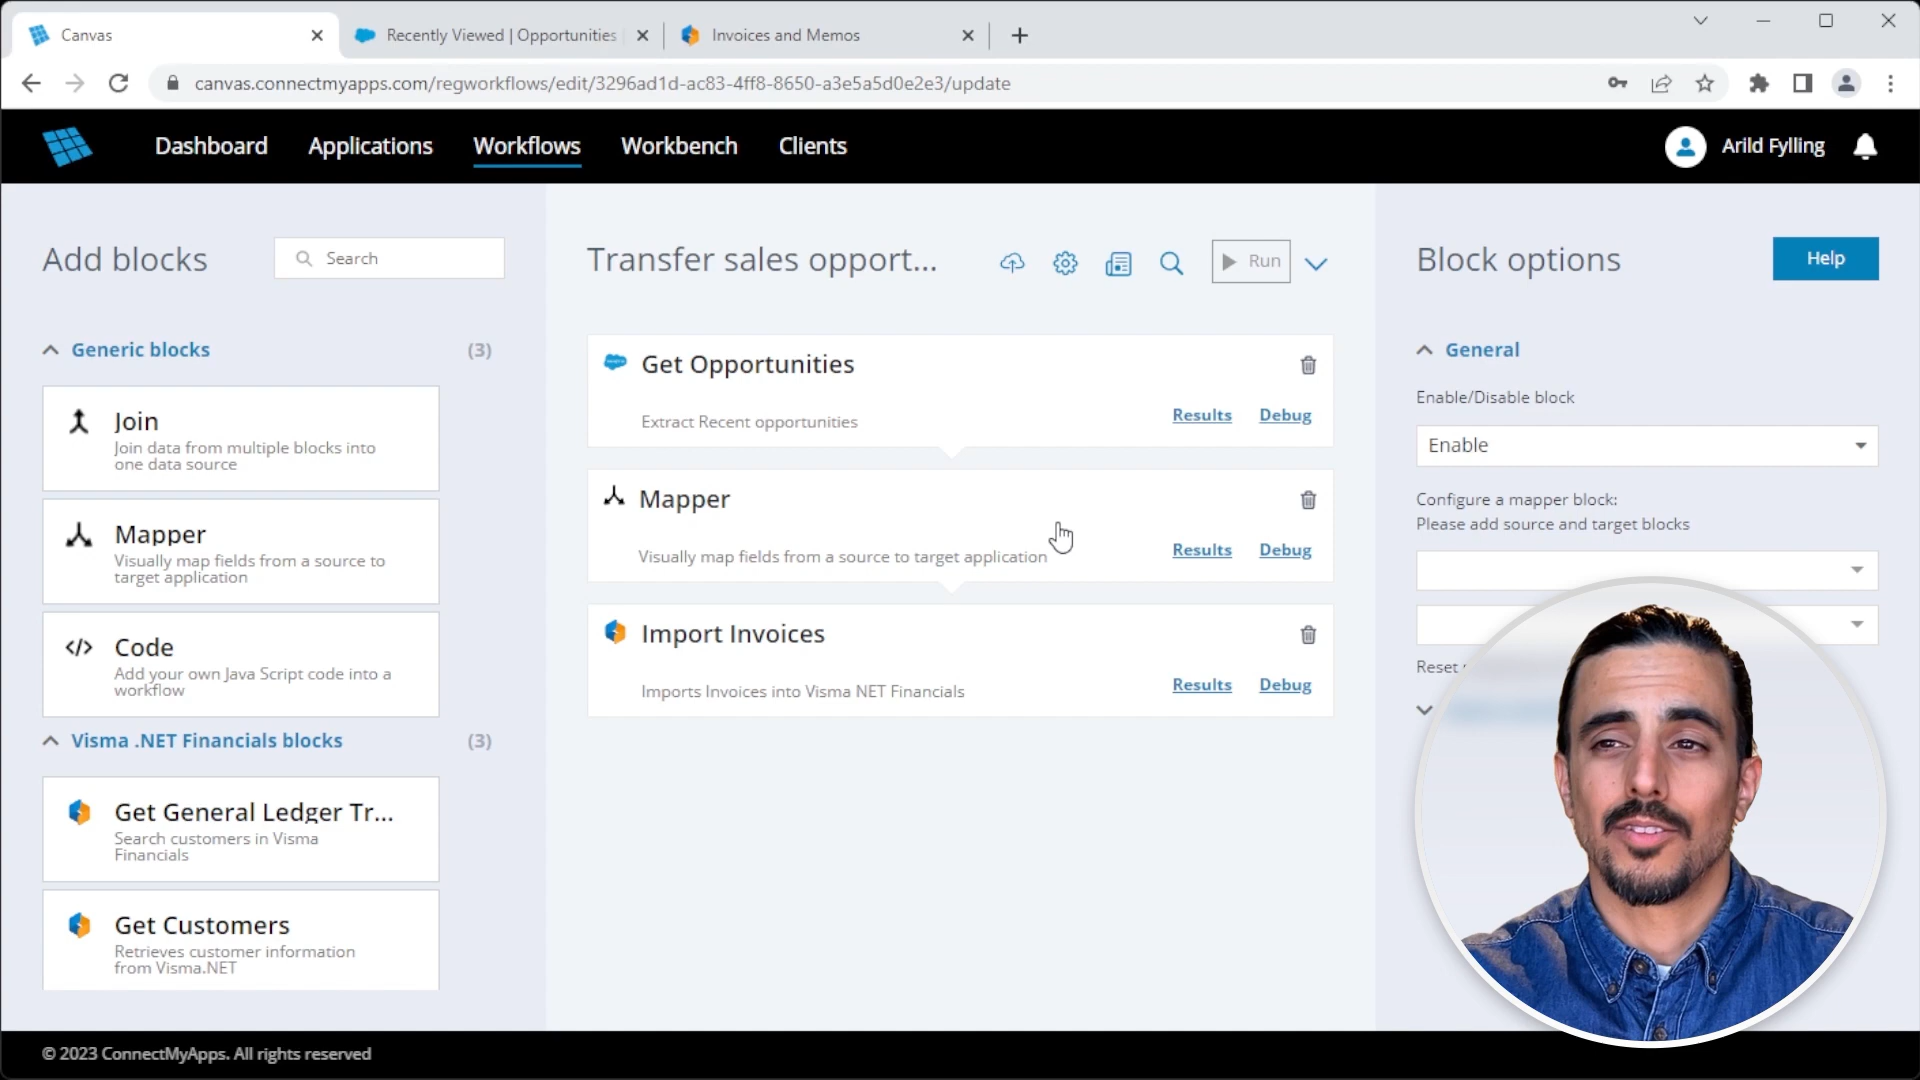 Canvas
Recently Viewed | Opportunities
Invoices and Memos
canvas.connectmyapps.com/regworkflows/edit/3296ad1d-ac83-4ff8-8650-a3e5a5d0e2e3/update
Dashboard
Applications
Workflows
Workbench
Clients
Arild Fylling
Add blocks
Search
Generic blocks
(3)
Join
Join data from multiple blocks into
one data source
Mapper
Visually map fields from a source to
target application
Code
Add your own Java Script code into a
workflow
Visma .NET Financials blocks
(3)
Get General Ledger Tr...
Search customers in Visma
Financials
Get Customers
Retrieves customer information
from Visma.NET
Transfer sales opport...
Run
Get Opportunities
Extract Recent opportunities
Results
Debug
Mapper
Visually map fields from a source to target application
Results
Debug
Import Invoices
Imports Invoices into Visma NET Financials
Results
Debug
Block options
Help
General
Enable/Disable block
Enable
Configure a mapper block:
Please add source and target blocks
Reset
© 2023 ConnectMyApps. All rights reserved